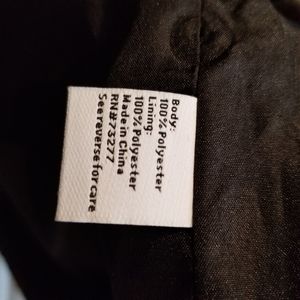 Body:
100% Polyester
Lining:
100% Polyester
Made in China
RN# 73277
See reverse for care